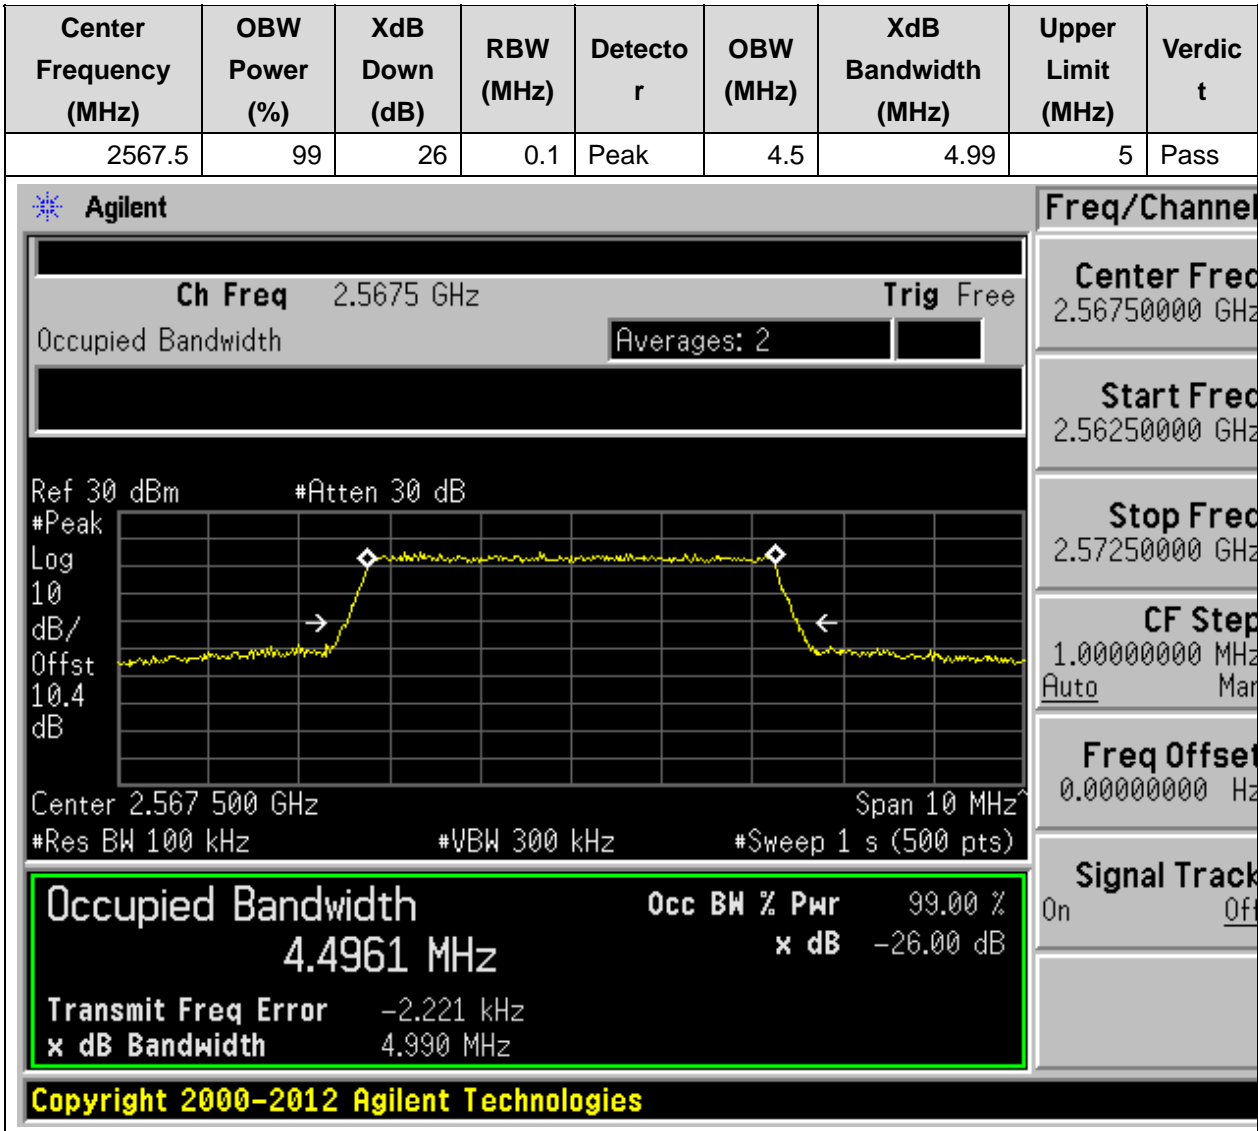 Center Frequency (MHz) OBW Power (%) XdB Down (dB) RBW (MHz) Detecto r OBW (MHz) XdB Bandwidth (MHz) Upper Limit (MHz) Verdic t
2567.5 99 26 0.1 Peak 4.5 4.99 5 Pass
Agilent
Freq/Channel
Ch Freq 2.5675 GHz Trig Free
Occupied Bandwidth Averages: 2
Center Freq
2.56750000 GHz
Start Freq
2.56250000 GHz
Stop Freq
2.57250000 GHz
CF Step
1.00000000 MHz
Auto Man
Freq Offset
0.00000000 Hz
Signal Track
On Off
Ref 30 dBm #Atten 30 dB
#Peak
Log
10
dB/
Offst
10.4
dB
Center 2.567 500 GHz Span 10 MHz^
#Res BW 100 kHz #VBW 300 kHz #Sweep 1 s (500 pts)
Occupied Bandwidth Occ BW % Pwr 99.00 %
4.4961 MHz x dB -26.00 dB
Transmit Freq Error -2.221 kHz
x dB Bandwidth 4.990 MHz
Copyright 2000-2012 Agilent Technologies